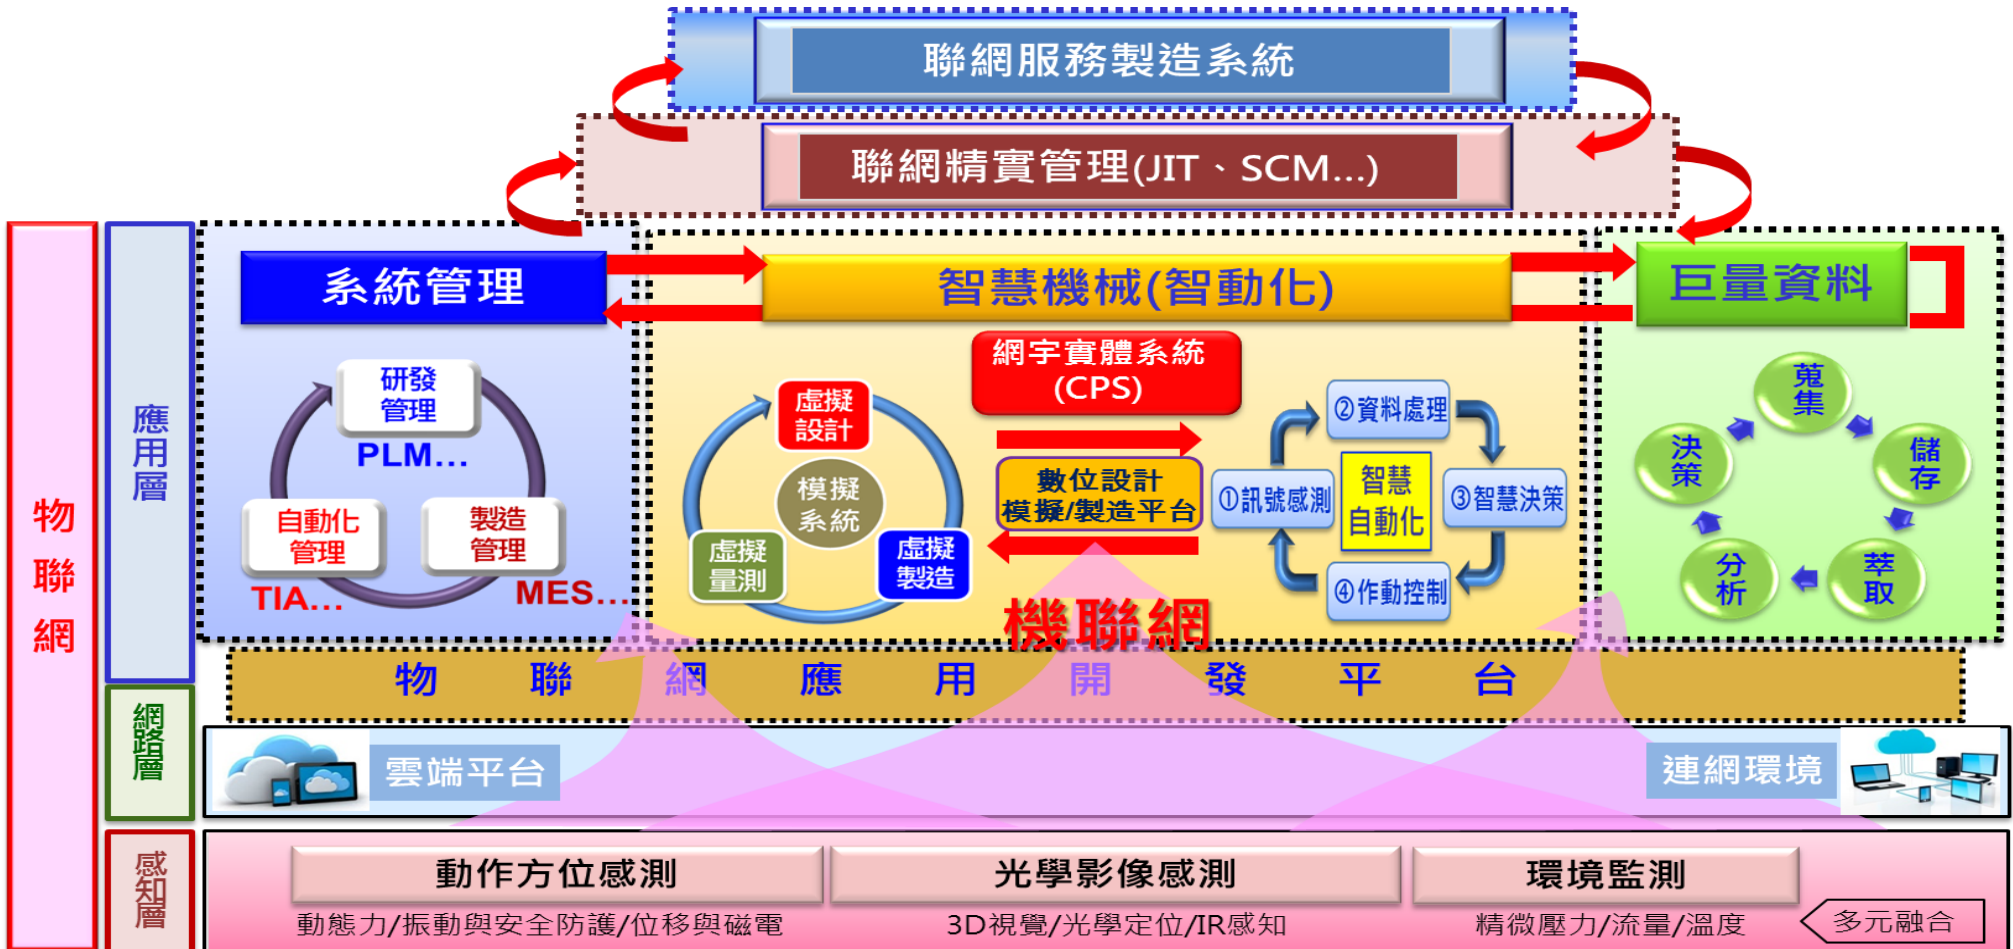 聯網服務製造系統
聯網精實管理(JIT、SCM...)
物聯網
應用層
網路層
感知層
系統管理
研發
管理
PLM...
自動化
管理
TIA...
製造
管理
MES...
智慧機械(智動化)
網宇實體系統
(CPS)
虛擬
設計
模擬
系統
虛擬
量測
虛擬
製造
數位設計
模擬/製造平台
機聯網
①訊號感測
②資料處理
③智慧決策
④作動控制
智慧
自動化
巨量資料
蒐集
儲存
萃取
分析
決策
物聯網應用開發平台
雲端平台
連網環境
動作方位感測
動態力/振動與安全防護/位移與磁電
光學影像感測
3D視覺/光學定位/IR感知
環境監測
精微壓力/流量/溫度
多元融合